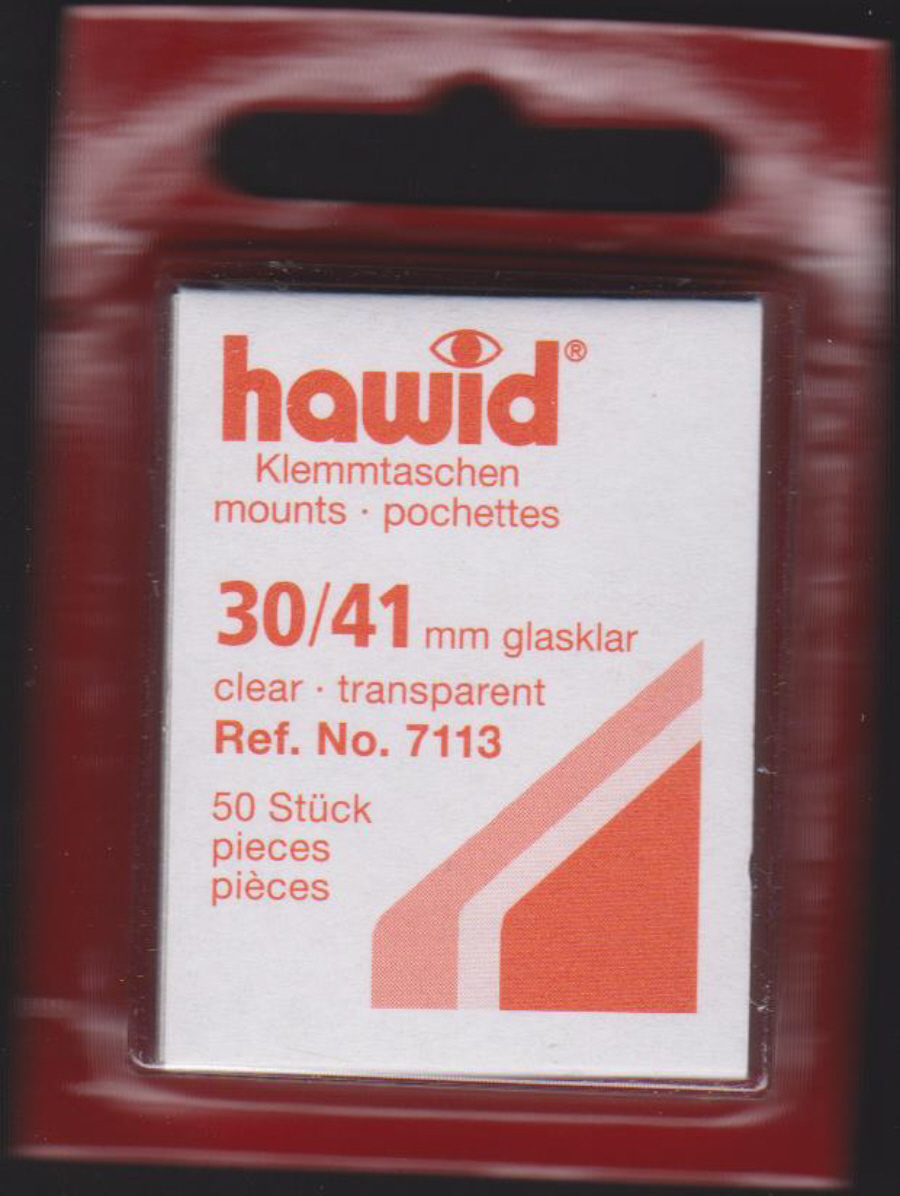 hawid®
Klemmtaschen
mounts · pochettes
30/41 mm glasklar
clear · transparent
Ref. No. 7113
50 Stück
pieces
pièces